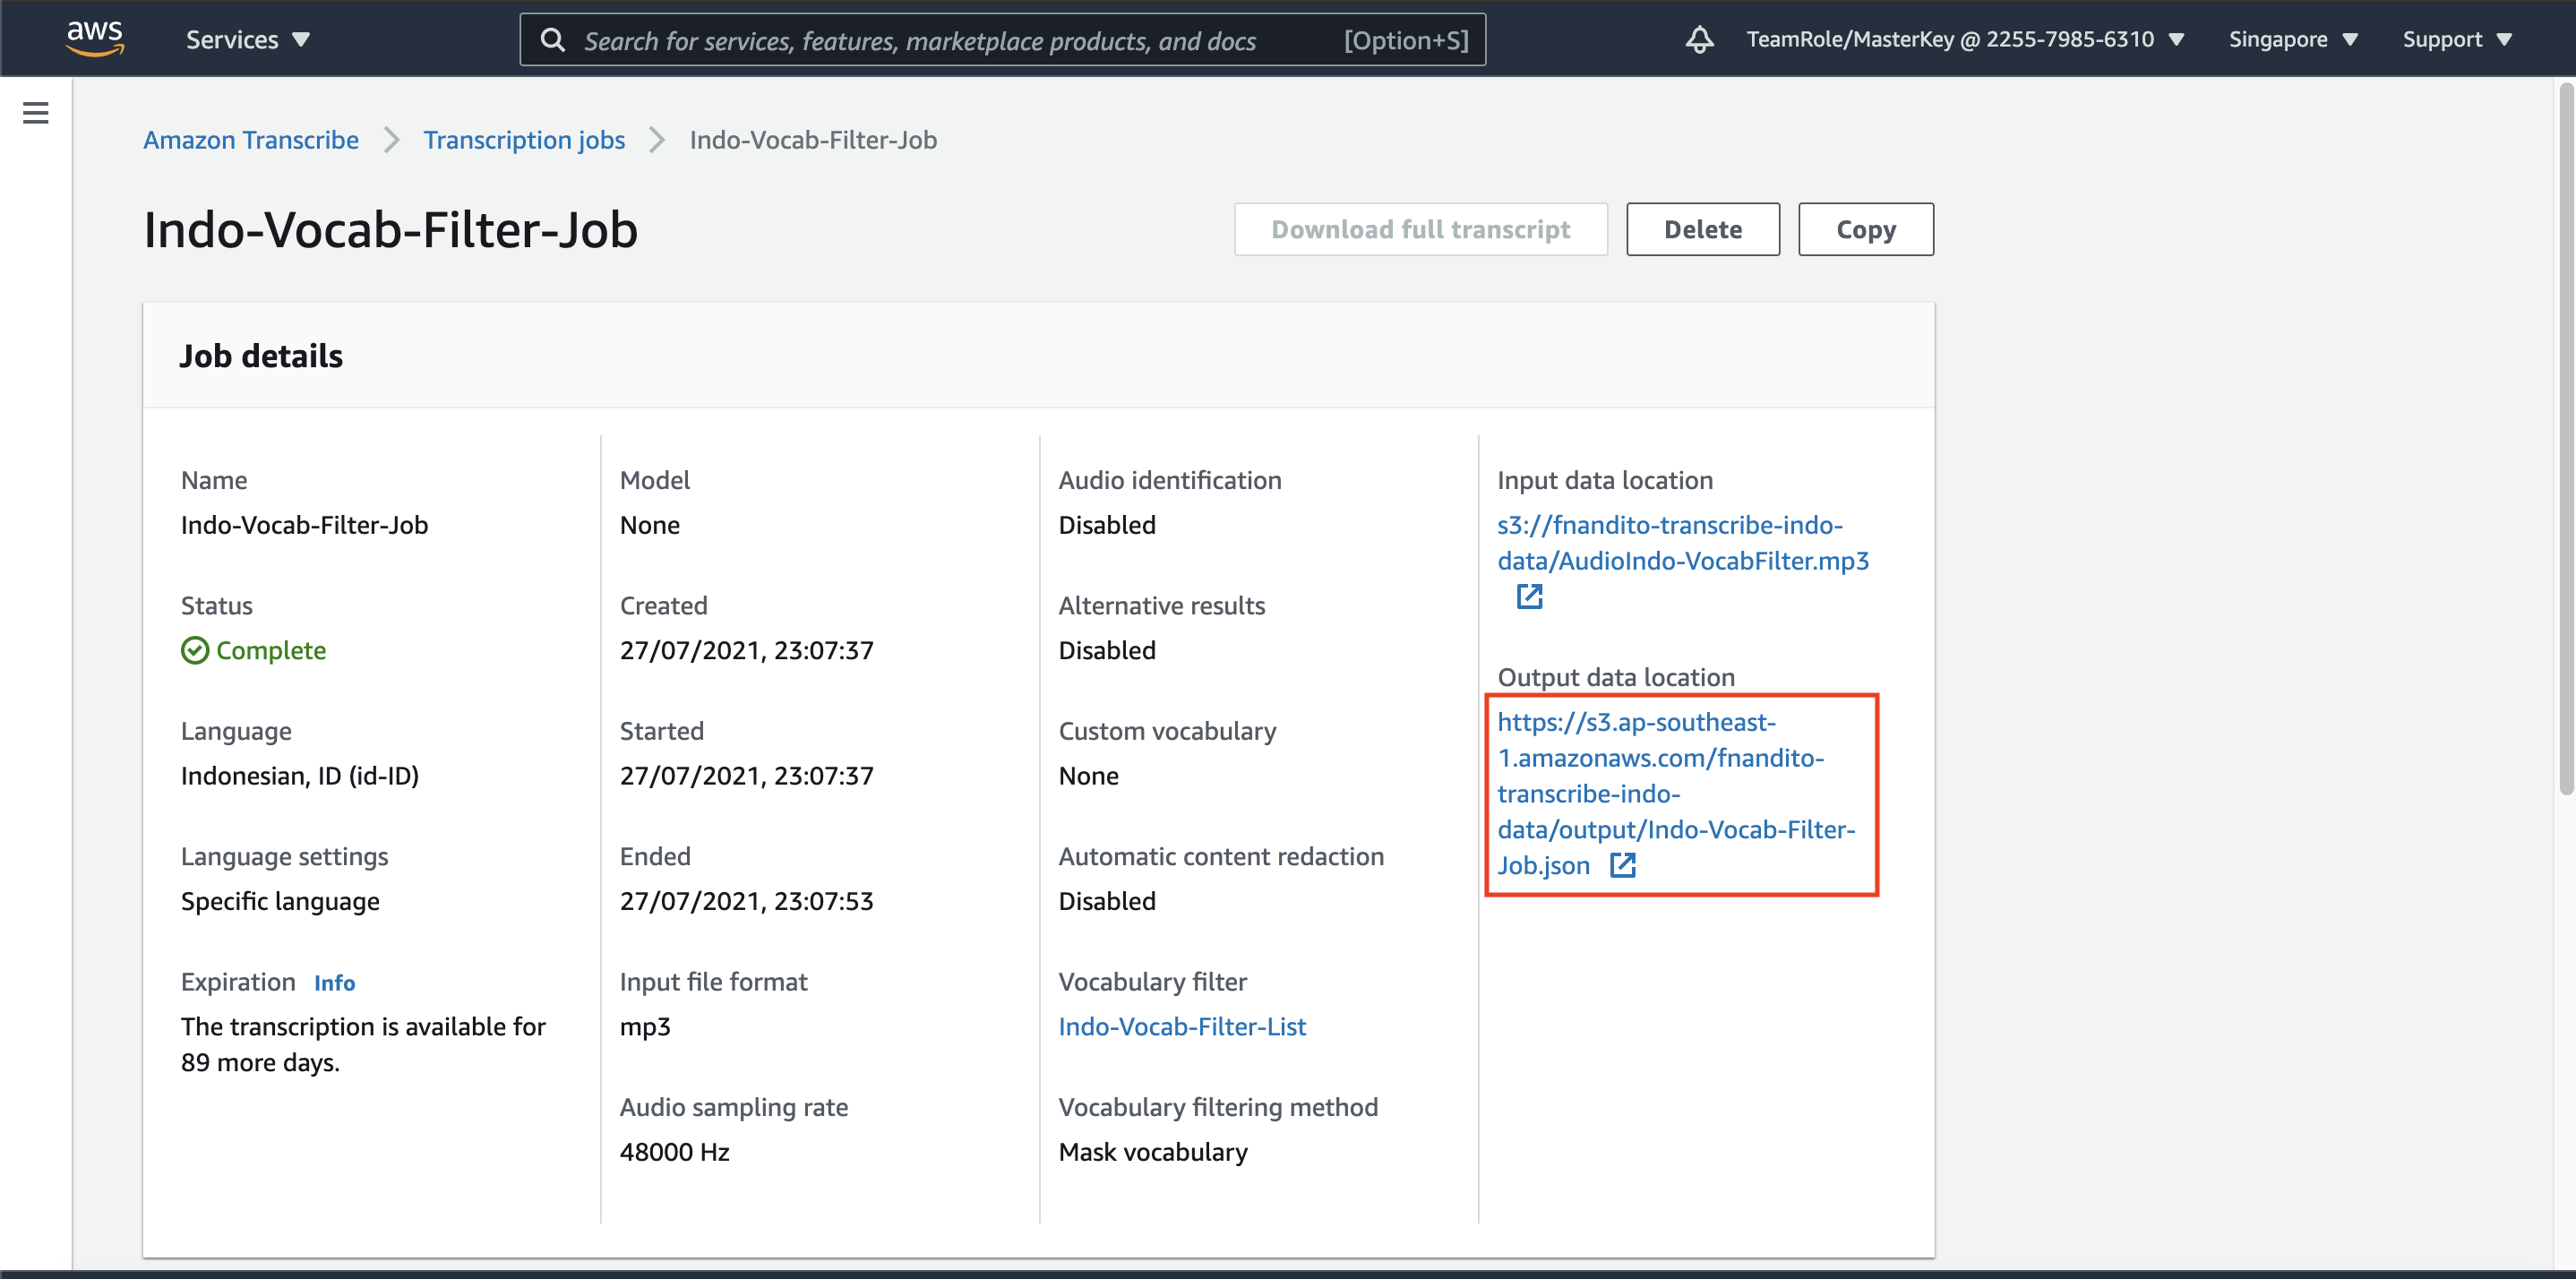 aws Services Search for services, features, marketplace products, and docs [Option+S] TeamRole/MasterKey @ 2255-7985-6310 Singapore Support
Amazon Transcribe Transcription jobs Indo-Vocab-Filter-Job
Indo-Vocab-Filter-Job
Download full transcript Delete Copy
Job details
Name
Indo-Vocab-Filter-Job
Status
Complete
Language
Indonesian, ID (id-ID)
Language settings
Specific language
Expiration Info
The transcription is available for
89 more days.
Model
None
Created
27/07/2021, 23:07:37
Started
27/07/2021, 23:07:37
Ended
27/07/2021, 23:07:53
Input file format
mp3
Audio sampling rate
48000 Hz
Audio identification
Disabled
Alternative results
Disabled
Custom vocabulary
None
Automatic content redaction
Disabled
Vocabulary filter
Indo-Vocab-Filter-List
Vocabulary filtering method
Mask vocabulary
Input data location
s3://fnandito-transcribe-indo-
data/AudioIndo-VocabFilter.mp3
Output data location
https://s3.ap-southeast-
1.amazonaws.com/fnandito-
transcribe-indo-
data/output/Indo-Vocab-Filter-
Job.json